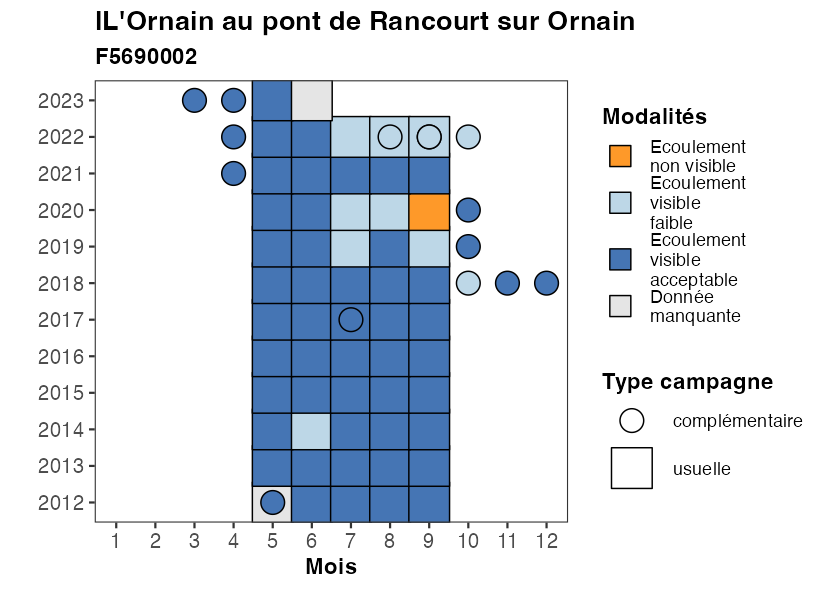 IL'Ornain au pont de Rancourt sur Ornain
F5690002
2023
2022
2021
2020
2019
2018
2017
2016
2015
2014
2013
2012
1 2 3 4 5 6 7 8 9 10 11 12
Mois
Modalités
Ecoulement
non visible
Ecoulement
visible
faible
Ecoulement
visible
acceptable
Donnée
manquante
Type campagne
complémentaire
usuelle